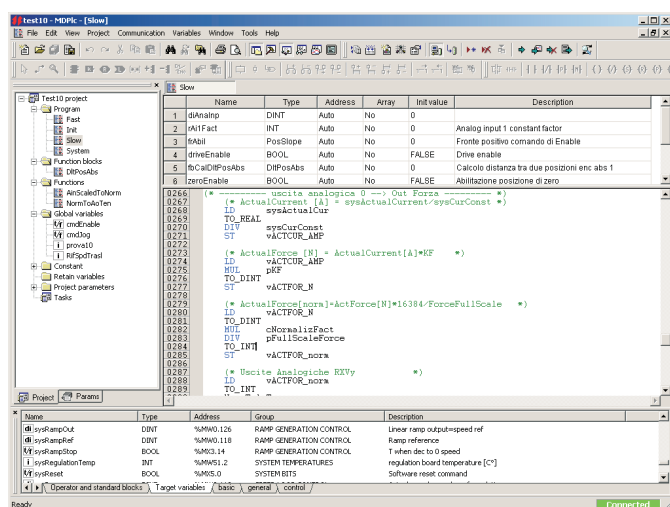 test10 - MDPlc - [Slow]
File Edit View Project Communication Variables Window Tools Help
Slow
Test10 project
Program
Fast
Init
Slow
System
Function blocks
DltPosAbs
Functions
AinScaledToNorm
NormToAoTen
Global variables
cmdEnable
cmdJog
prova10
RifSpdTrasl
Constant
Retain variables
Project parameters
Tasks
Project Params
Name Type Address Array Init value Description
1 diAnaInp DINT Auto No 0
2 rAi1Fact INT Auto No 0 Analog input 1 constant factor
3 frAbil PosSlope Auto No 0 Fronte positivo comando di Enable
4 driveEnable BOOL Auto No FALSE Drive enable
5 fbCalDltPosAbs DltPosAbs Auto No 0 Calcolo distanza tra due posizioni enc abs 1
6 zeroEnable BOOL Auto No FALSE Abilitazione posizione di zero
0266 (* --------- uscita analogica 0 --> Out Forza --------- *)
0267 (* ActualCurrent [A] = sysActualCur/sysCurConst *)
0268 LD sysActualCur
0269 TO_REAL
0270 DIV sysCurConst
0271 ST vACTCUR_AMP
0272
0273 (* ActualForce [N] = ActualCurrent[A]*KF *)
0274 LD vACTCUR_AMP
0275 MUL pKF
0276 TO_DINT
0277 ST vACTFOR_N
0278
0279 (* ActualForce[norm]=ActForce[N]*16384/ForceFullScale *)
0280 LD vACTFOR_N
0281 TO_DINT
0282 MUL cNormalizFact
0283 DIV pFullScaleForce
0284 TO_INT
0285 ST vACTFOR_norm
0286
0287 (* Uscite Analogiche RXVy *)
0288 LD vACTFOR_norm
0289 TO_INT
Name Type Address Group Description
sysRampOut DINT %MW0.126 RAMP GENERATION CONTROL Linear ramp output=speed ref
sysRampRef DINT %MW0.118 RAMP GENERATION CONTROL Ramp reference
sysRampStop BOOL %MX3.14 RAMP GENERATION CONTROL T when dec to 0 speed
sysRegulationTemp INT %MW51.2 SYSTEM TEMPERATURES regulation board temperature [C°]
sysReset BOOL %MX5.0 SYSTEM BITS Software reset command
Operator and standard blocks Target variables basic general control
Ready Connected